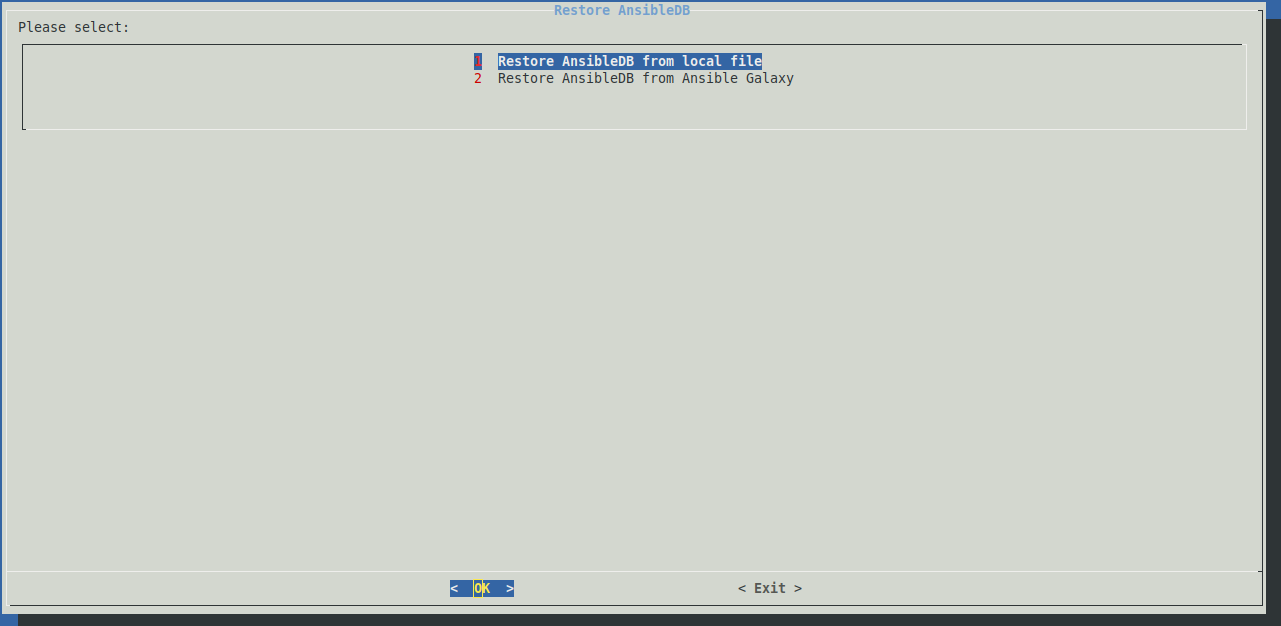 Restore AnsibleDB
Please select:
1 Restore AnsibleDB from local file
2 Restore AnsibleDB from Ansible Galaxy
< OK > < Exit >